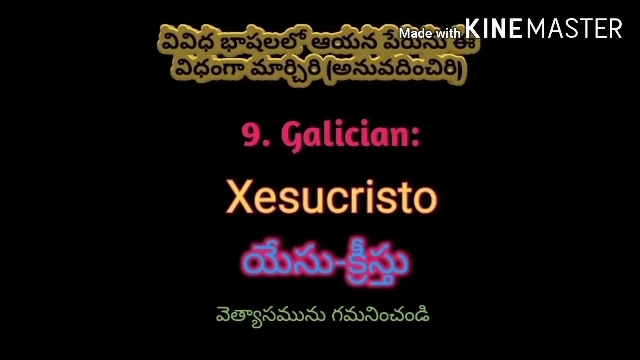 Made with KINEMASTER
వివిధ భాషలలో ఆయన పేరును ఈ
విధంగా మార్చిరి (అనువదించిరి)
9. Galician:
Xesucristo
యేసు-క్రీస్తు
వెత్యాసమును గమనించండి